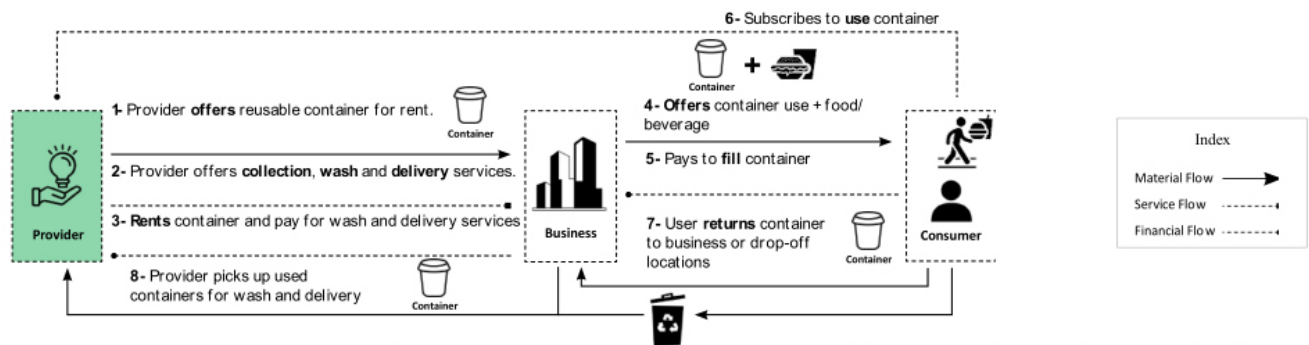 6- Subscribes to use container
Container
1- Provider offers reusable container for rent.
Container
4- Offers container use + food/
beverage
2- Provider offers collection, wash and delivery services.
5- Pays to fill container
3- Rents container and pay for wash and delivery services
Provider
Business
Consumer
7- User returns container
to business or drop-off
locations
Container
8- Provider picks up used
containers for wash and delivery
Container
Index
Material Flow
Service Flow
Financial Flow